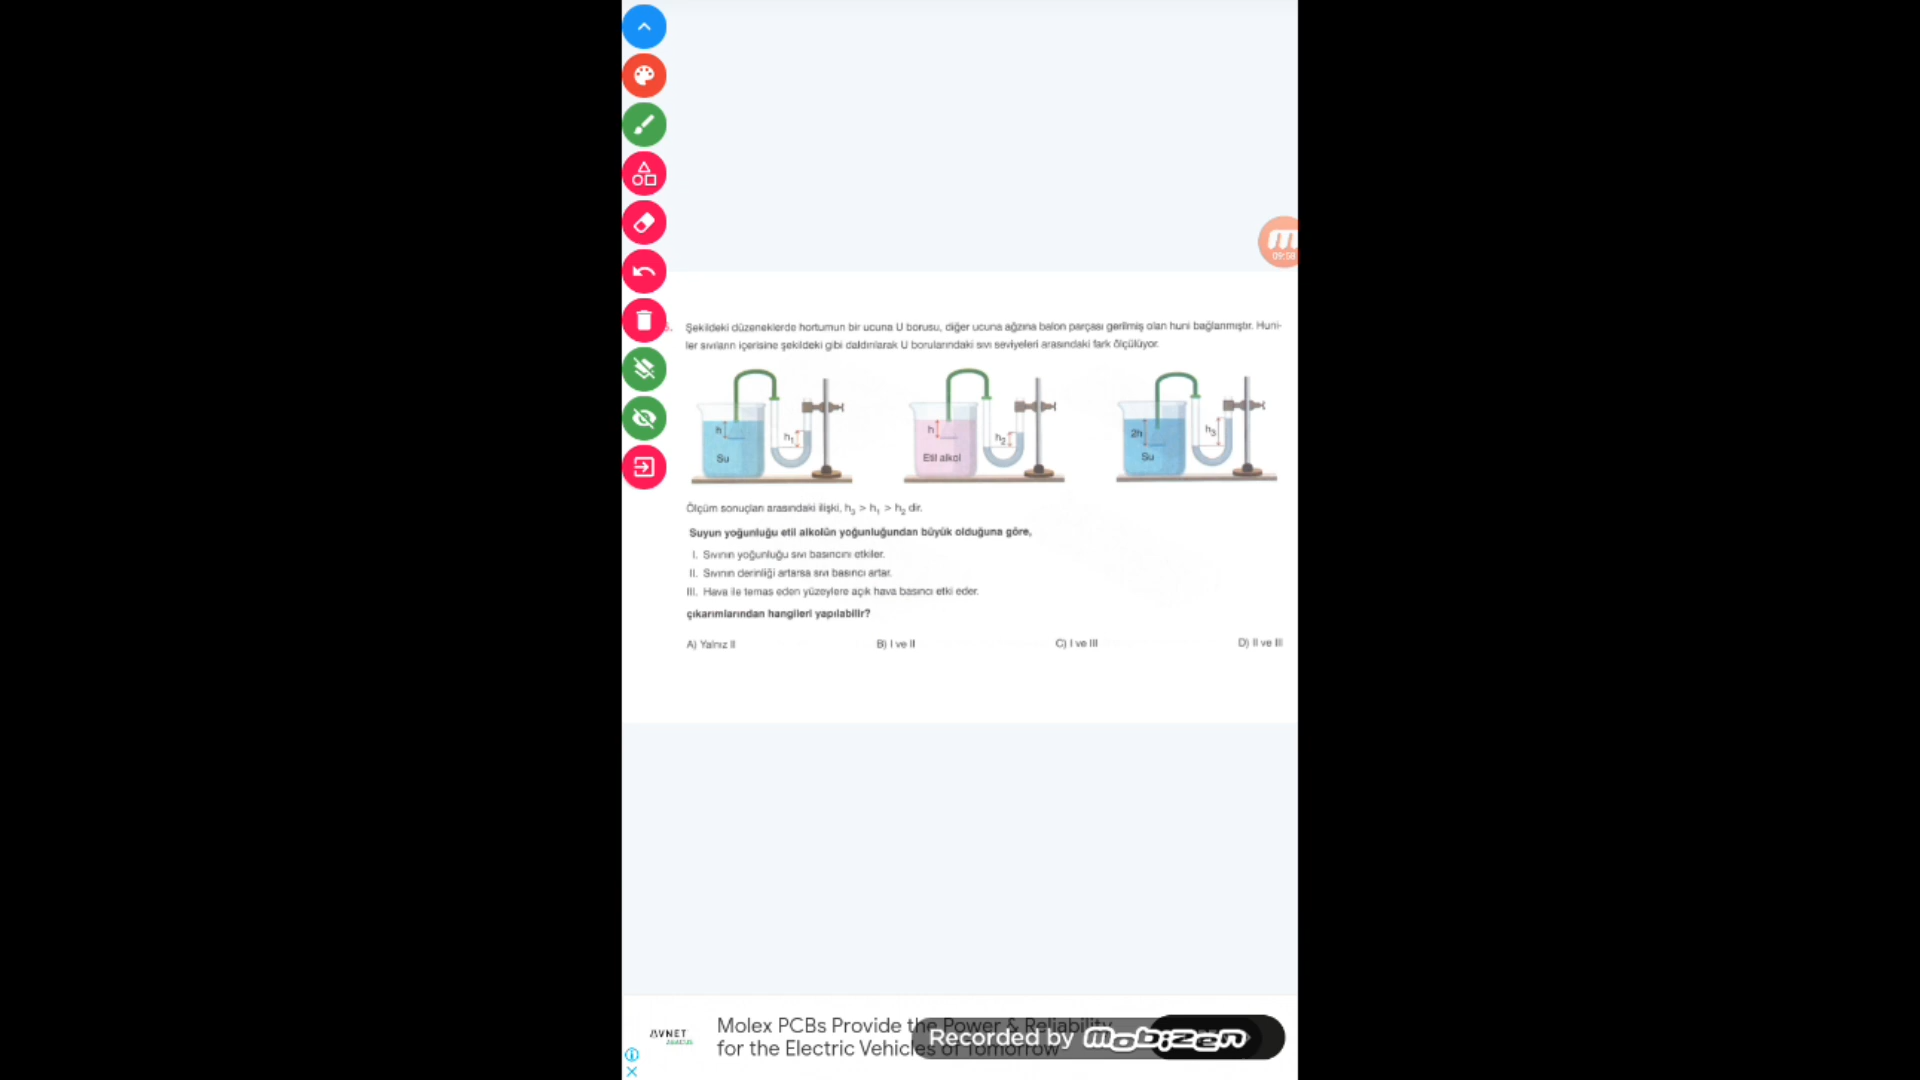 09:58
Şekildeki düzeneklerde hortumun bir ucuna U borusu, diğer ucuna ağzına balon parçası gerilmiş olan huni bağlanmıştır. Huni-
ler sıvıların içerisine şekildeki gibi daldırılarak U borularındaki sıvı seviyeleri arasındaki fark ölçülüyor.
h h₁ Su
h h₂ Etil alkol
2h h₃ Su
Ölçüm sonuçları arasındaki ilişki, h₃ > h₁ > h₂ dir.
Suyun yoğunluğu etil alkolün yoğunluğundan büyük olduğuna göre,
I. Sıvının yoğunluğu sıvı basıncını etkiler.
II. Sıvının derinliği artarsa sıvı basıncı artar.
III. Hava ile temas eden yüzeylere açık hava basıncı etki eder.
çıkarımlarından hangileri yapılabilir?
A) Yalnız II B) I ve II C) I ve III D) II ve III
AVNET
ABACUS
Molex PCBs Provide the Power & Reliability
for the Electric Vehicles of Tomorrow
Recorded by mobizen